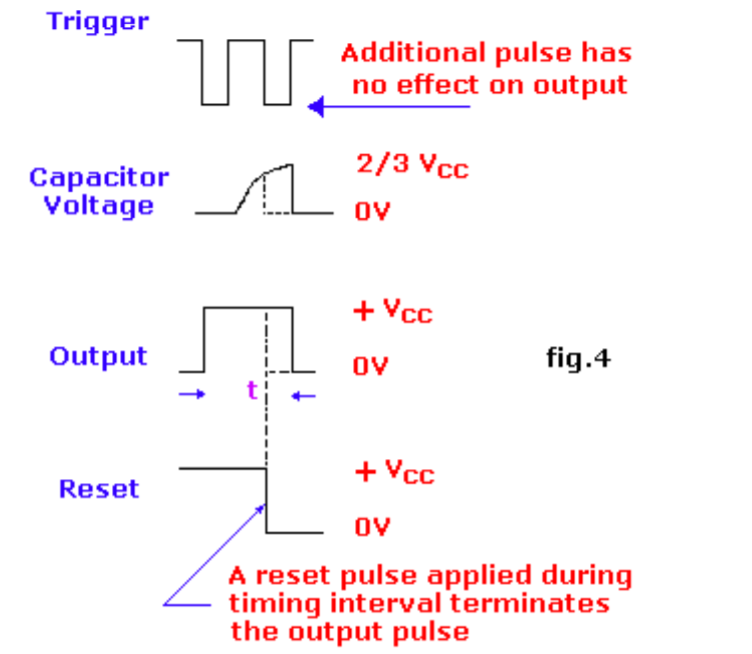 Trigger
Additional pulse has
no effect on output
Capacitor
Voltage
2/3 VCC
0V
+ VCC
Output
0V
fig.4
t
Reset
+ VCC
0V
A reset pulse applied during
timing interval terminates
the output pulse